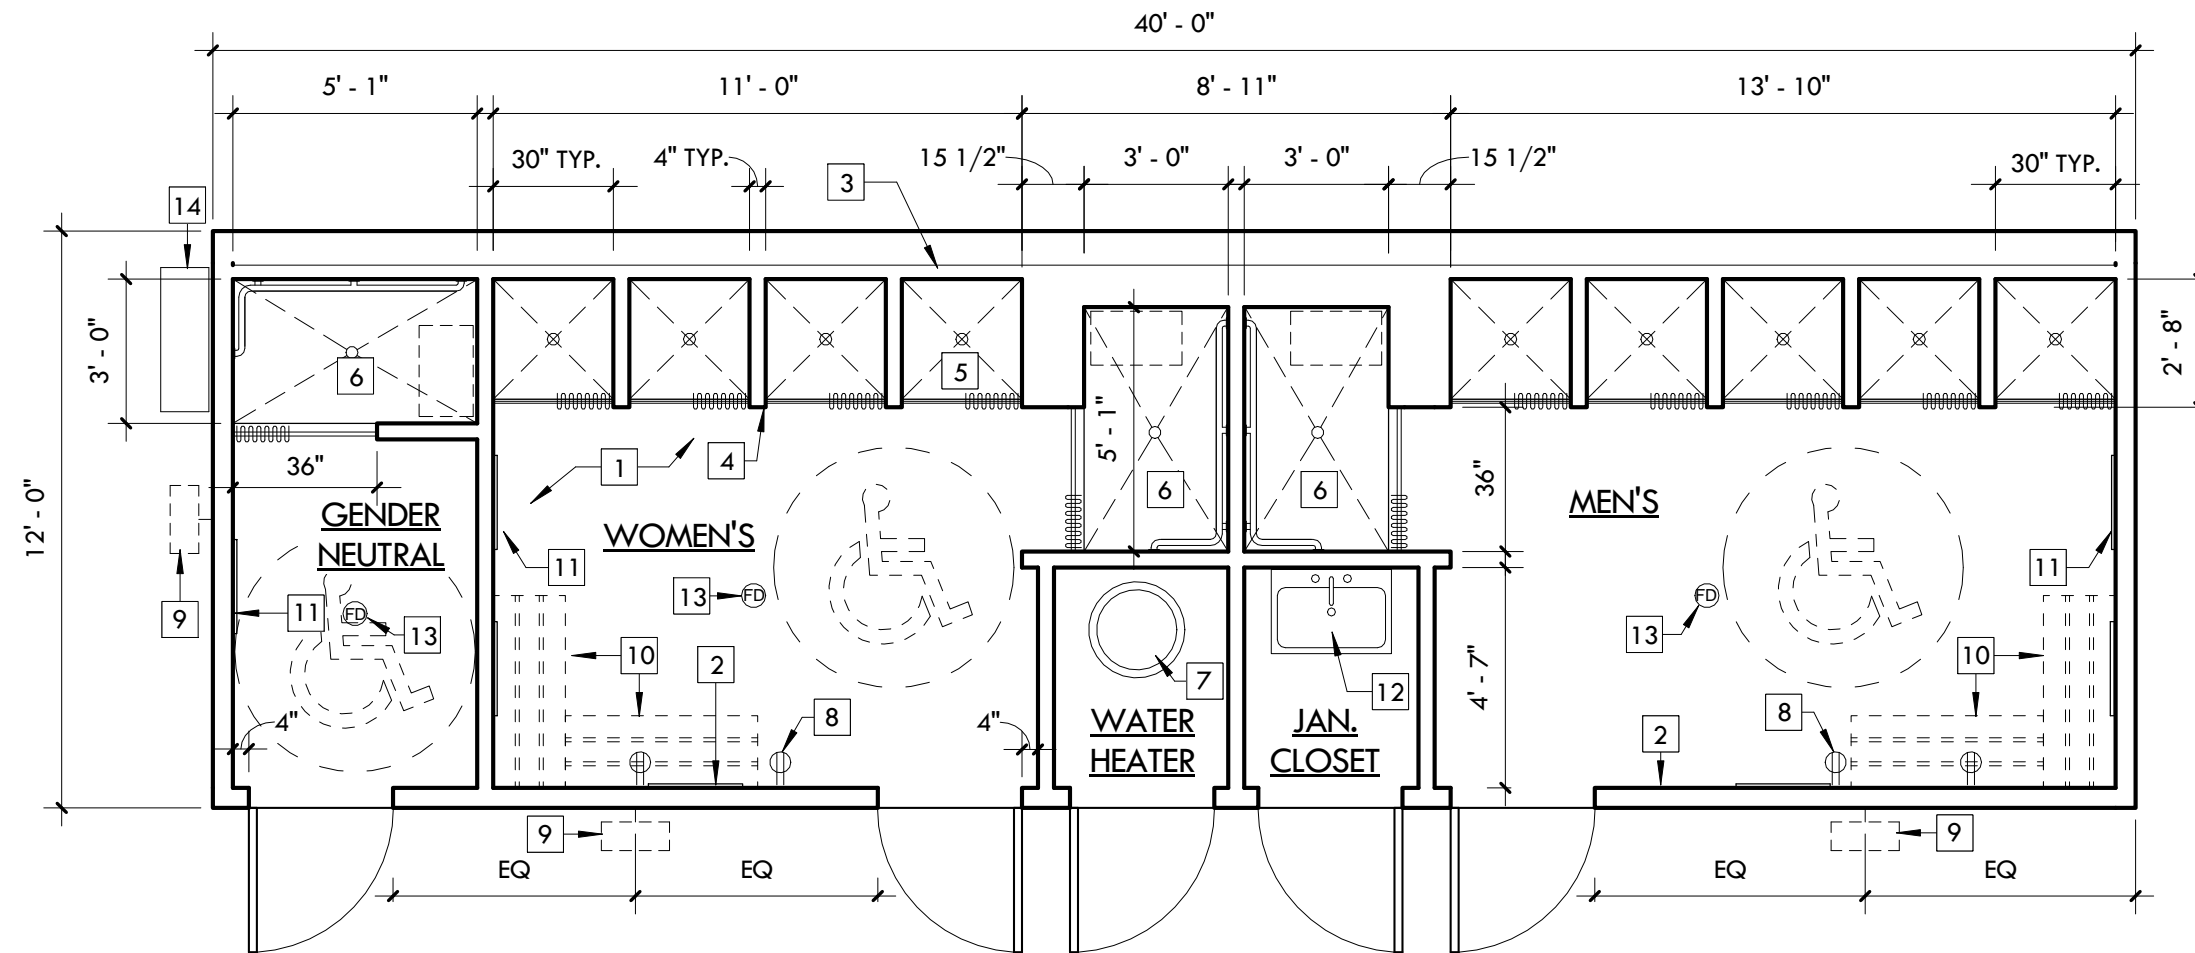 40' - 0"
5' - 1"
11' - 0"
8' - 11"
13' - 10"
30" TYP.
4" TYP.
15 1/2"
3' - 0"
3' - 0"
15 1/2"
30" TYP.
3
14
3' - 0"
2' - 8"
6
5
5' - 1"
36"
1
4
6
6
36"
12' - 0"
GENDER
NEUTRAL
WOMEN'S
MEN'S
11
11
9
11
FD
13
13
FD
13
FD
10
2
7
12
10
4' - 7"
4"
4"
8
WATER
HEATER
JAN.
CLOSET
2
8
9
9
EQ
EQ
EQ
EQ